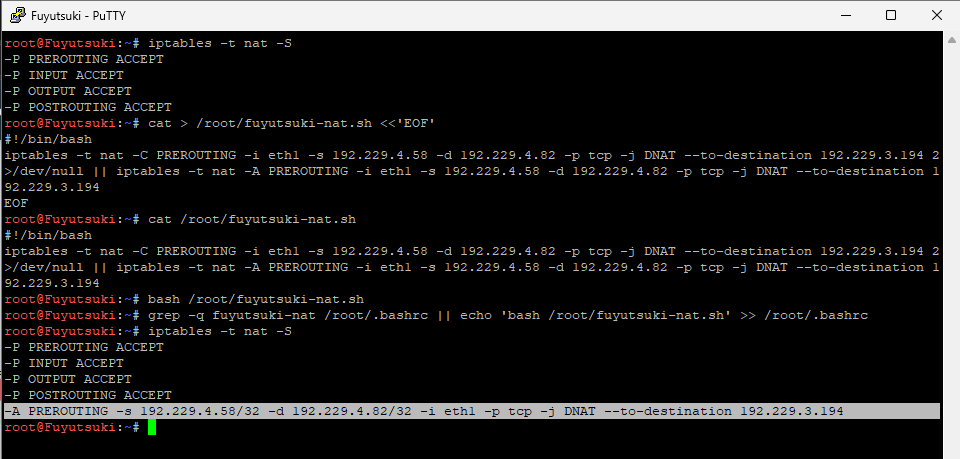 Fuyutsuki - PuTTY
root@Fuyutsuki:~# iptables -t nat -S
-P PREROUTING ACCEPT
-P INPUT ACCEPT
-P OUTPUT ACCEPT
-P POSTROUTING ACCEPT
root@Fuyutsuki:~# cat > /root/fuyutsuki-nat.sh <<'EOF'
#!/bin/bash
iptables -t nat -C PREROUTING -i eth1 -s 192.229.4.58 -d 192.229.4.82 -p tcp -j DNAT --to-destination 192.229.3.194 2
>/dev/null || iptables -t nat -A PREROUTING -i eth1 -s 192.229.4.58 -d 192.229.4.82 -p tcp -j DNAT --to-destination 1
92.229.3.194
EOF
root@Fuyutsuki:~# cat /root/fuyutsuki-nat.sh
#!/bin/bash
iptables -t nat -C PREROUTING -i eth1 -s 192.229.4.58 -d 192.229.4.82 -p tcp -j DNAT --to-destination 192.229.3.194 2
>/dev/null || iptables -t nat -A PREROUTING -i eth1 -s 192.229.4.58 -d 192.229.4.82 -p tcp -j DNAT --to-destination 1
92.229.3.194
root@Fuyutsuki:~# bash /root/fuyutsuki-nat.sh
root@Fuyutsuki:~# grep -q fuyutsuki-nat /root/.bashrc || echo 'bash /root/fuyutsuki-nat.sh' >> /root/.bashrc
root@Fuyutsuki:~# iptables -t nat -S
-P PREROUTING ACCEPT
-P INPUT ACCEPT
-P OUTPUT ACCEPT
-P POSTROUTING ACCEPT
-A PREROUTING -s 192.229.4.58/32 -d 192.229.4.82/32 -i eth1 -p tcp -j DNAT --to-destination 192.229.3.194
root@Fuyutsuki:~#